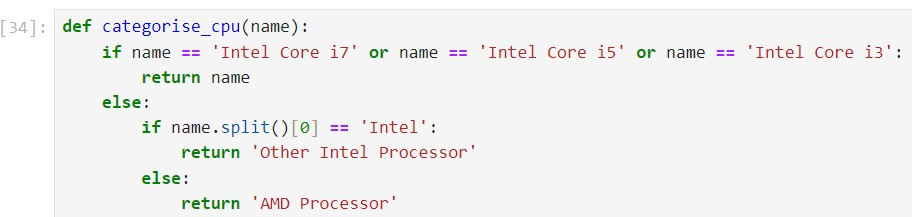 [34]: def categorise_cpu(name):
    if name == 'Intel Core i7' or name == 'Intel Core i5' or name == 'Intel Core i3':
        return name
    else:
        if name.split()[0] == 'Intel':
            return 'Other Intel Processor'
        else:
            return 'AMD Processor'